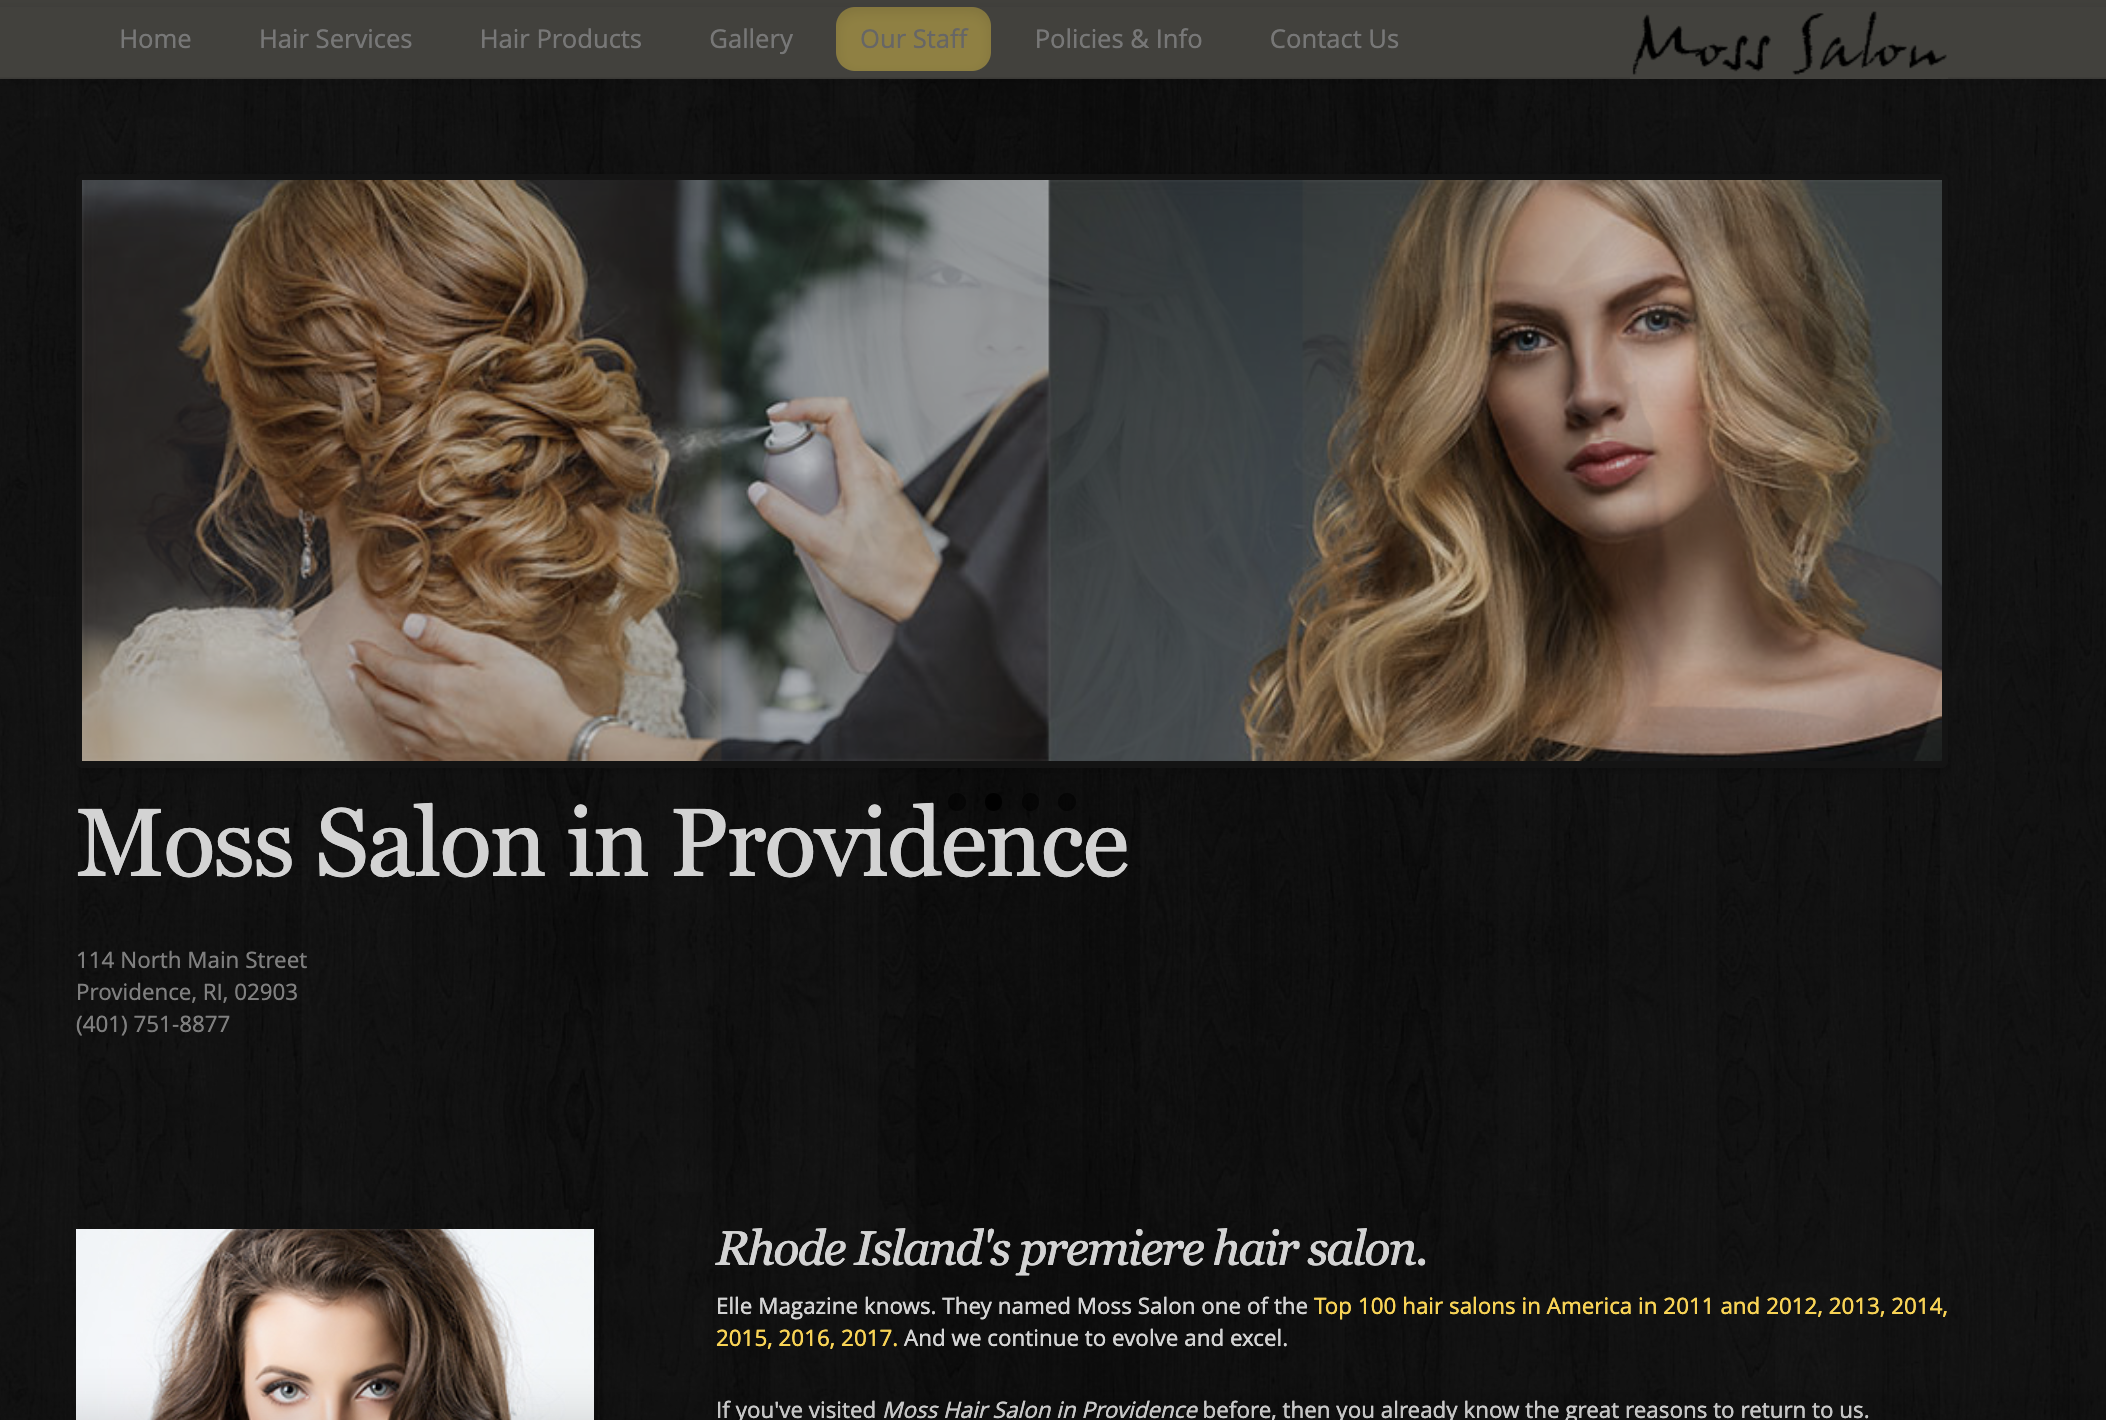 Home Hair Services Hair Products Gallery Our Staff Policies & Info Contact Us Moss Salon
Moss Salon in Providence
114 North Main Street
Providence, RI, 02903
(401) 751-8877
Rhode Island's premiere hair salon.
Elle Magazine knows. They named Moss Salon one of the Top 100 hair salons in America in 2011 and 2012, 2013, 2014,
2015, 2016, 2017. And we continue to evolve and excel.
If you've visited Moss Hair Salon in Providence before, then you already know the great reasons to return to us.